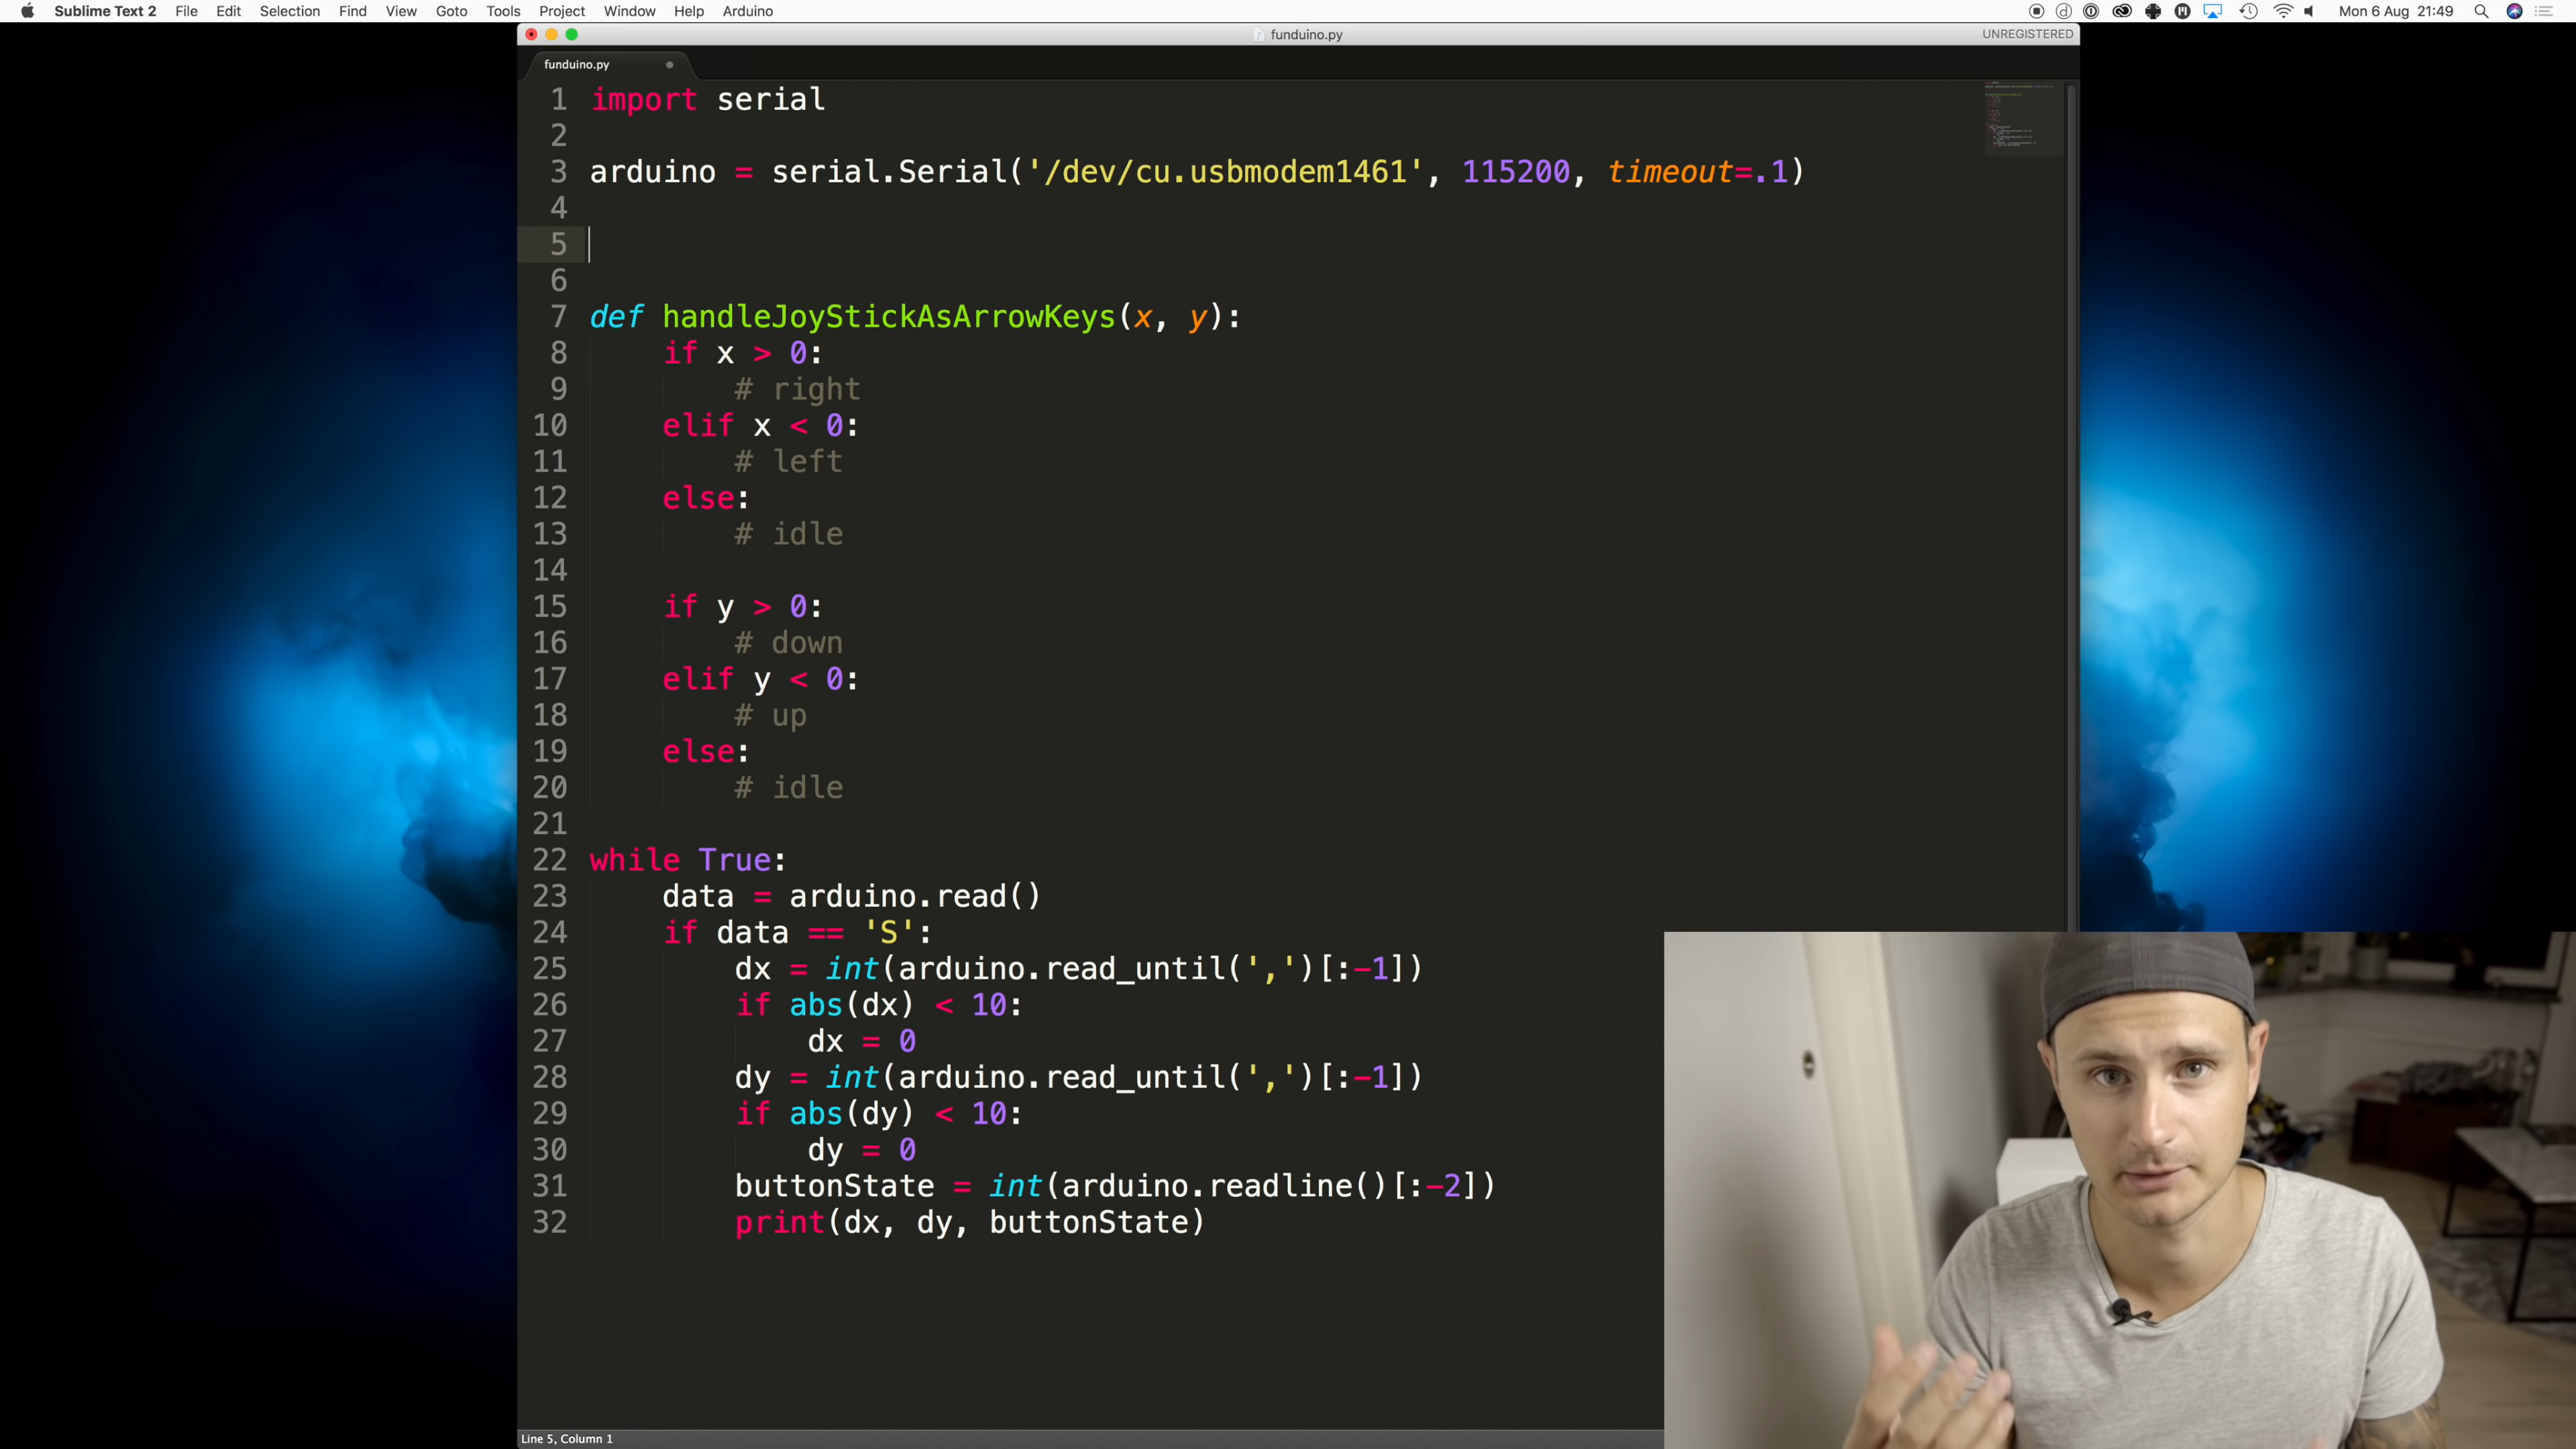 Sublime Text 2 File Edit Selection Find View Goto Tools Project Window Help Arduino Mon 6 Aug 21:49
funduino.py UNREGISTERED
funduino.py
1 import serial
2
3 arduino = serial.Serial('/dev/cu.usbmodem1461', 115200, timeout=.1)
4
5
6
7 def handleJoyStickAsArrowKeys(x, y):
8 if x > 0:
9 # right
10 elif x < 0:
11 # left
12 else:
13 # idle
14
15 if y > 0:
16 # down
17 elif y < 0:
18 # up
19 else:
20 # idle
21
22 while True:
23 data = arduino.read()
24 if data == 'S':
25 dx = int(arduino.read_until(',')[:-1])
26 if abs(dx) < 10:
27 dx = 0
28 dy = int(arduino.read_until(',')[:-1])
29 if abs(dy) < 10:
30 dy = 0
31 buttonState = int(arduino.readline()[:-2])
32 print(dx, dy, buttonState)
Line 5, Column 1